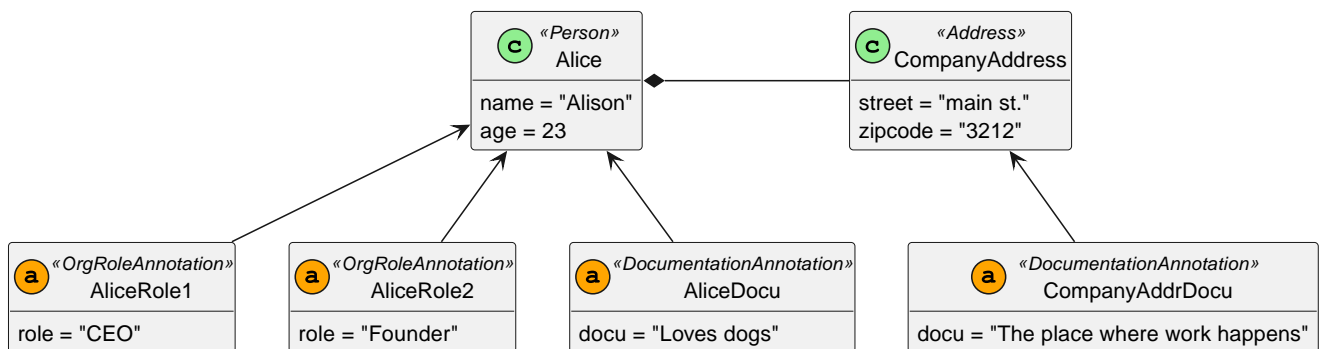 C «Person»
Alice
name = "Alison"
age = 23
C «Address»
CompanyAddress
street = "main st."
zipcode = "3212"
a «OrgRoleAnnotation»
AliceRole1
role = "CEO"
a «OrgRoleAnnotation»
AliceRole2
role = "Founder"
a «DocumentationAnnotation»
AliceDocu
docu = "Loves dogs"
a «DocumentationAnnotation»
CompanyAddrDocu
docu = "The place where work happens"